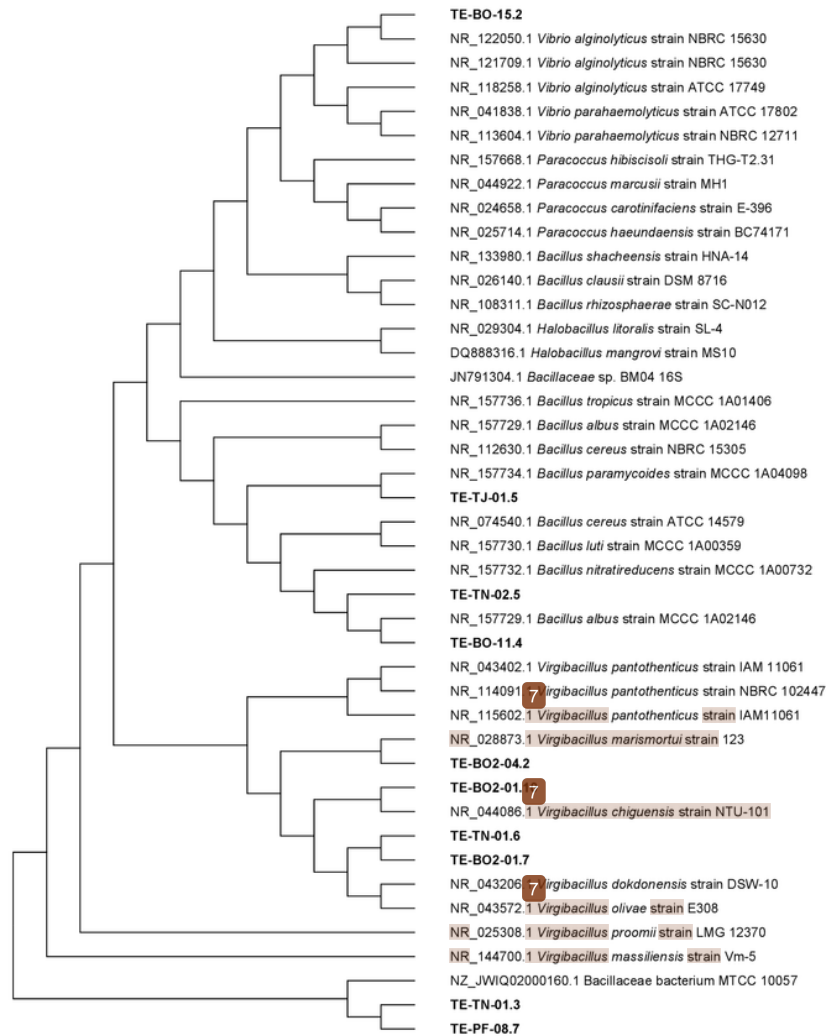 TE-BO-15.2
NR_122050.1 Vibrio alginolyticus strain NBRC 15630
NR_121709.1 Vibrio alginolyticus strain NBRC 15630
NR_118258.1 Vibrio alginolyticus strain ATCC 17749
NR_041838.1 Vibrio parahaemolyticus strain ATCC 17802
NR_113604.1 Vibrio parahaemolyticus strain NBRC 12711
NR_157668.1 Paracoccus hibiscisoli strain THG-T2.31
NR_044922.1 Paracoccus marcusii strain MH1
NR_024658.1 Paracoccus carotinifaciens strain E-396
NR_025714.1 Paracoccus haeundaensis strain BC74171
NR_133980.1 Bacillus shacheensis strain HNA-14
NR_026140.1 Bacillus clausii strain DSM 8716
NR_108311.1 Bacillus rhizosphaerae strain SC-N012
NR_029304.1 Halobacillus litoralis strain SL-4
DQ888316.1 Halobacillus mangrovi strain MS10
JN791304.1 Bacillaceae sp. BM04 16S
NR_157736.1 Bacillus tropicus strain MCCC 1A01406
NR_157729.1 Bacillus albus strain MCCC 1A02146
NR_112630.1 Bacillus cereus strain NBRC 15305
NR_157734.1 Bacillus paramycoides strain MCCC 1A04098
TE-TJ-01.5
NR_074540.1 Bacillus cereus strain ATCC 14579
NR_157730.1 Bacillus luti strain MCCC 1A00359
NR_157732.1 Bacillus nitratireducens strain MCCC 1A00732
TE-TN-02.5
NR_157729.1 Bacillus albus strain MCCC 1A02146
TE-BO-11.4
NR_043402.1 Virgibacillus pantothenticus strain IAM 11061
NR_114091 7 Virgibacillus pantothenticus strain NBRC 102447
NR_115602.1 Virgibacillus pantothenticus strain IAM11061
NR_028873.1 Virgibacillus marismortui strain 123
TE-BO2-04.2
TE-BO2-01. 7
NR_044086.1 Virgibacillus chiguensis strain NTU-101
TE-TN-01.6
TE-BO2-01.7
NR_043206 7 Virgibacillus dokdonensis strain DSW-10
NR_043572.1 Virgibacillus olivae strain E308
NR_025308.1 Virgibacillus proomii strain LMG 12370
NR_144700.1 Virgibacillus massiliensis strain Vm-5
NZ_JWIQ02000160.1 Bacillaceae bacterium MTCC 10057
TE-TN-01.3
TE-PF-08.7